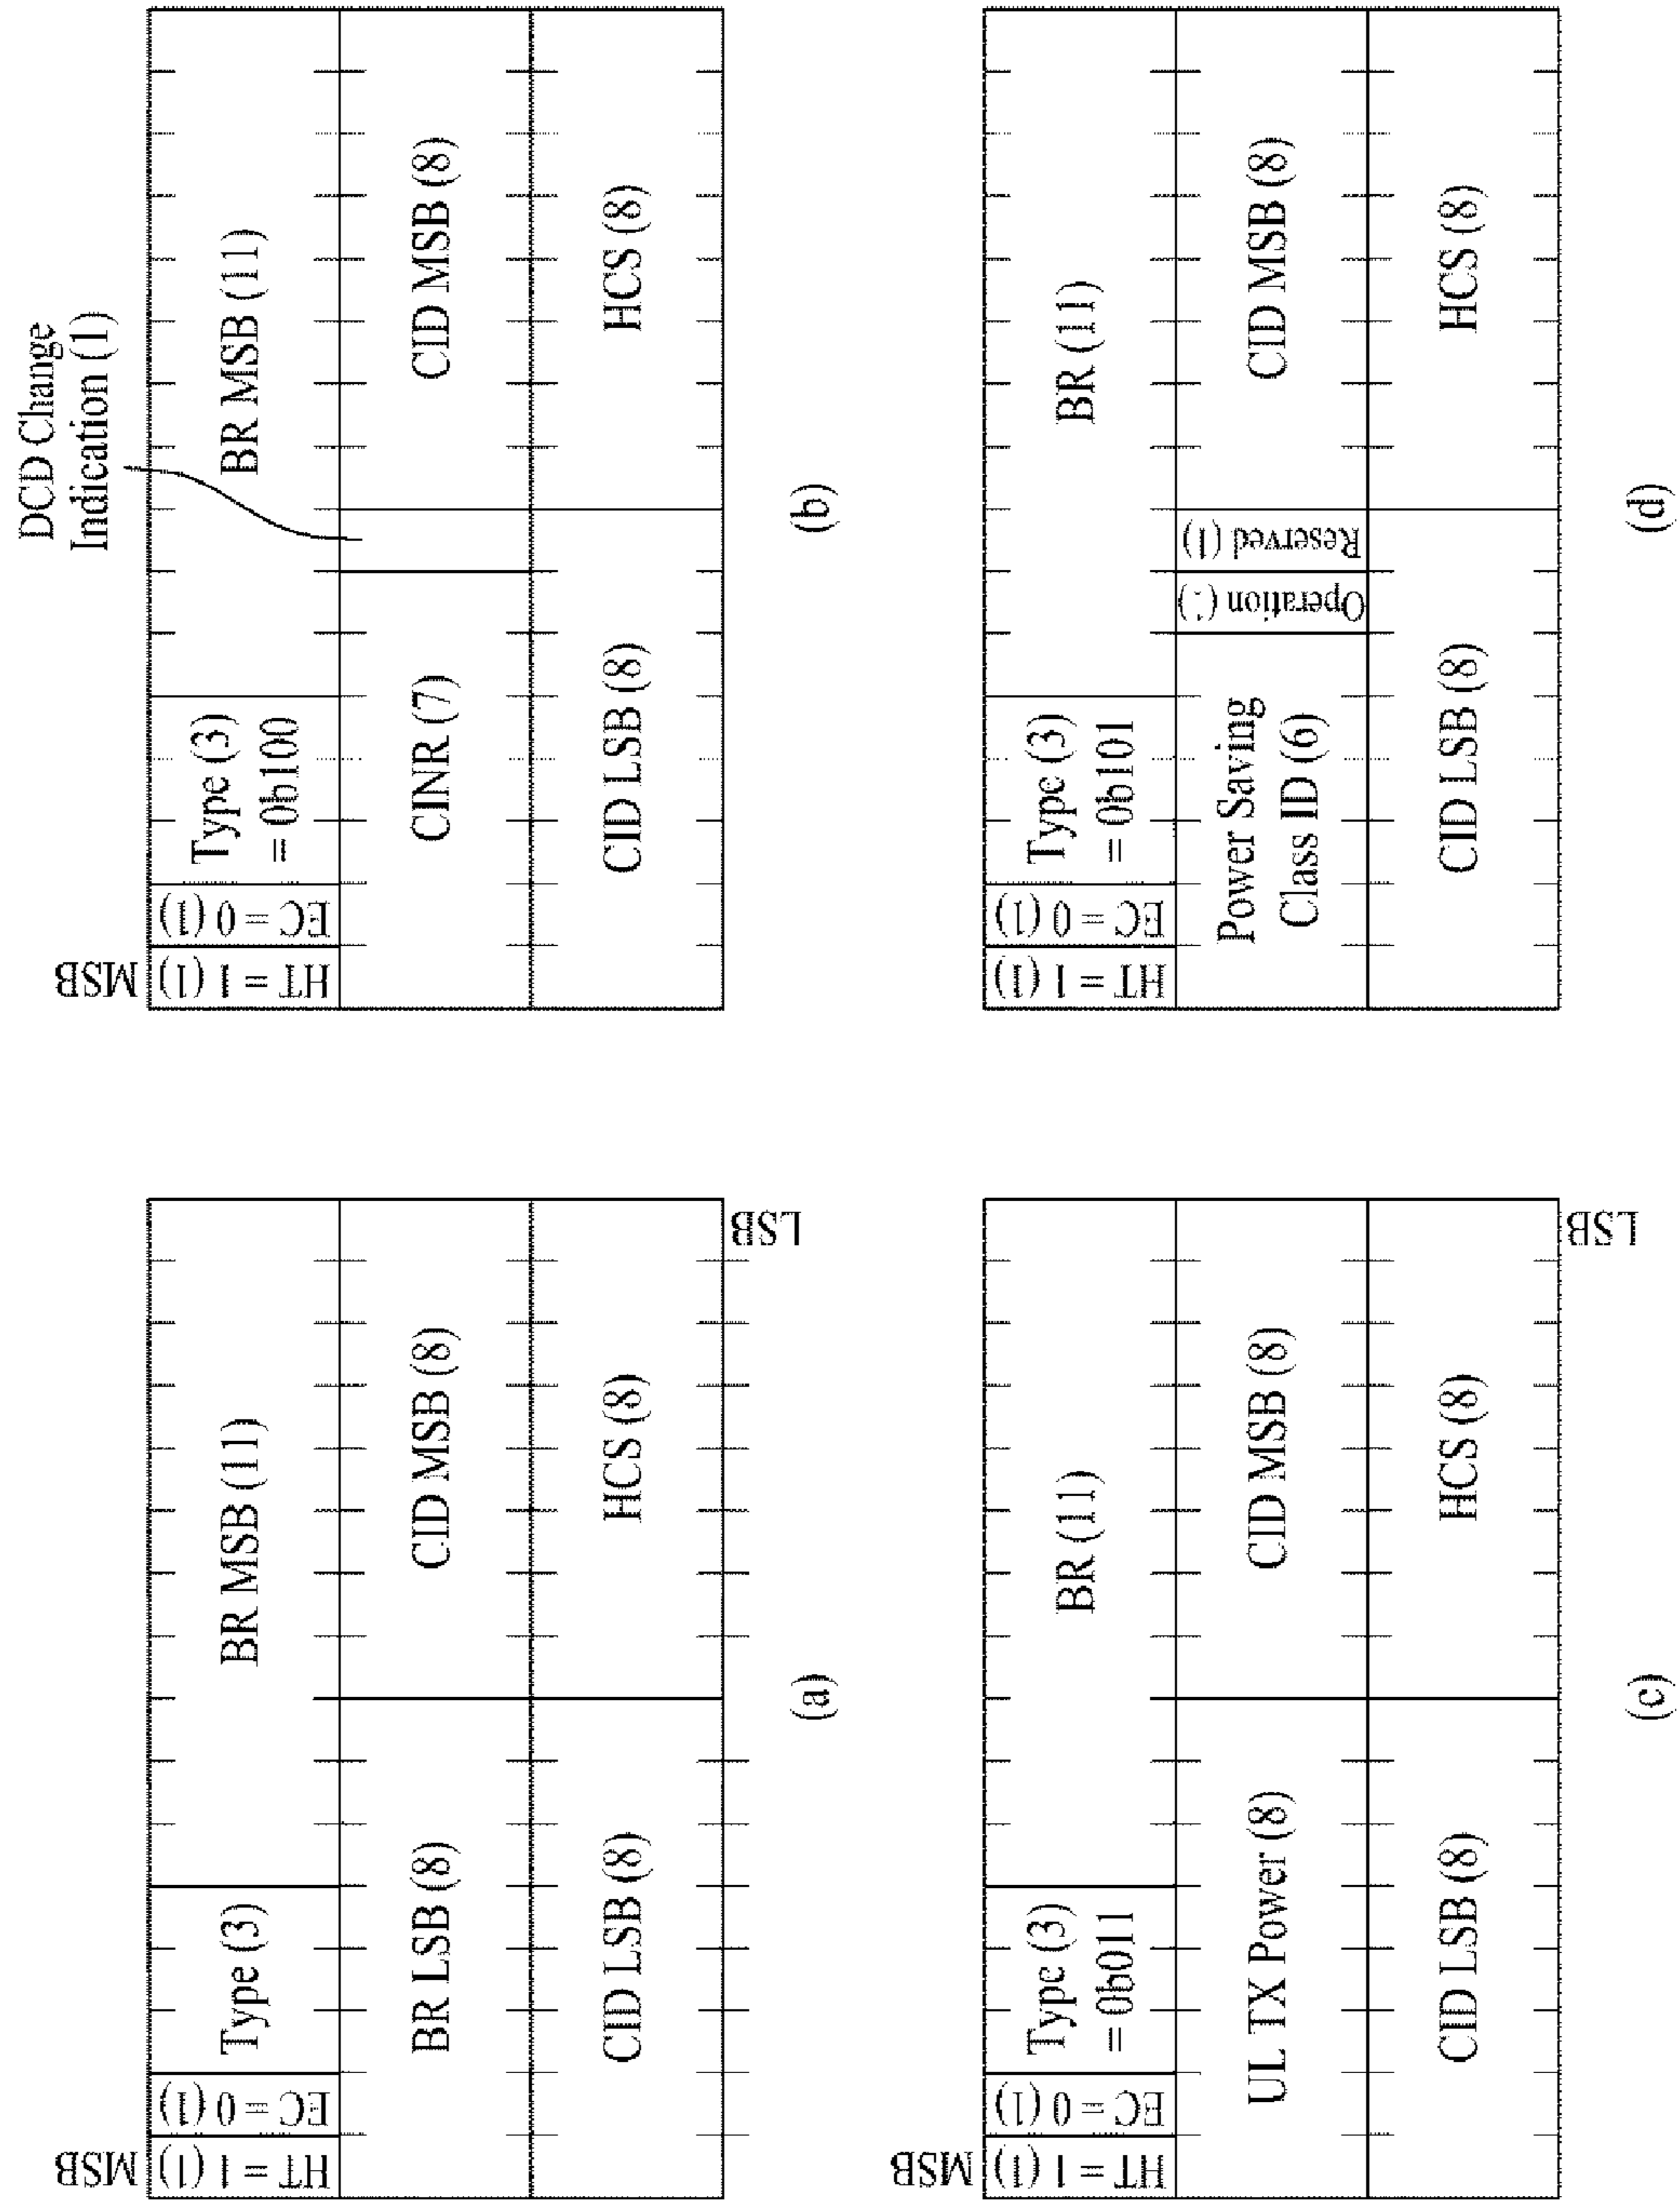 MSB
HT = 1 (1)
EC = 0 (1)
Type (3)
BR MSB (11)
BR LSB (8)
CID MSB (8)
CID LSB (8)
HCS (8)
LSB
(a)
DCD Change
Indication (1)
MSB
HT = 1 (1)
EC = 0 (1)
Type (3)
= 0b100
BR MSB (11)
CINR (7)
CID MSB (8)
CID LSB (8)
HCS (8)
(b)
MSB
HT = 1 (1)
EC = 0 (1)
Type (3)
= 0b011
BR (11)
UL TX Power (8)
CID MSB (8)
CID LSB (8)
HCS (8)
LSB
(c)
HT = 1 (1)
EC = 0 (1)
Type (3)
= 0b101
BR (11)
Power Saving
Class ID (6)
Operation
Reserved (1)
CID MSB (8)
CID LSB (8)
HCS (8)
(d)